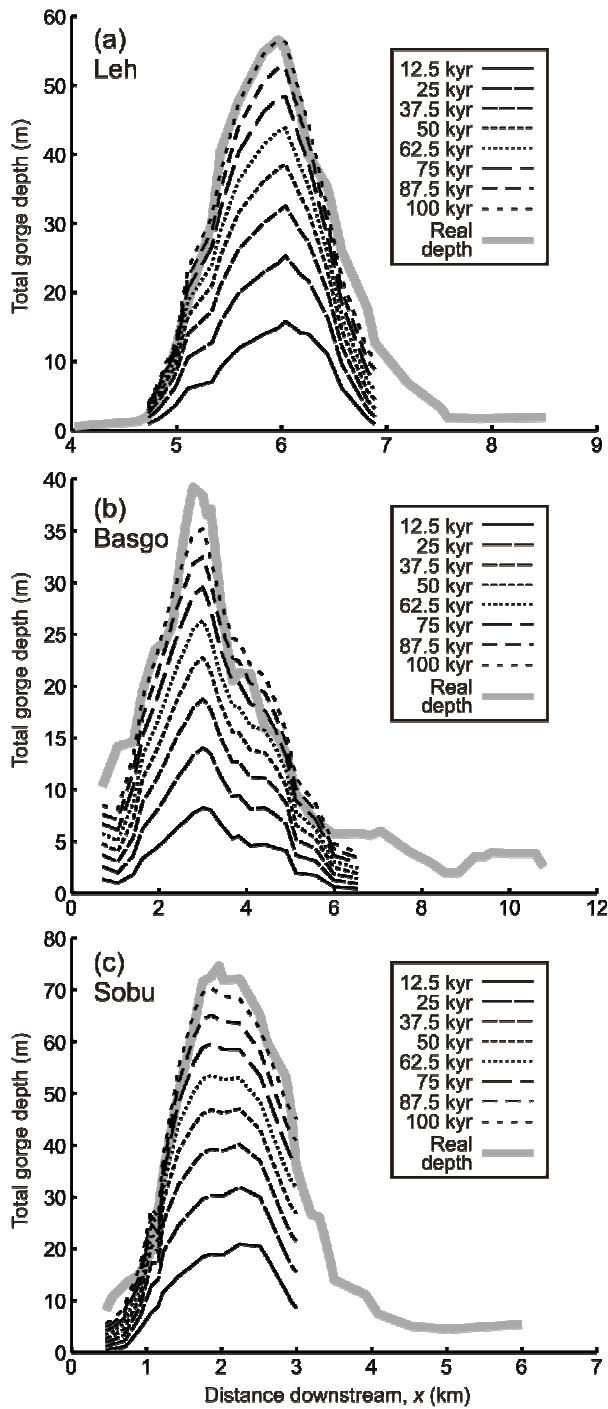 60
50
40
30
20
10
0
Total gorge depth (m)
(a)
Leh
12.5 kyr
25 kyr
37.5 kyr
50 kyr
62.5 kyr
75 kyr
87.5 kyr
100 kyr
Real
depth
4 5 6 7 8 9
40
35
30
25
20
15
10
5
0
Total gorge depth (m)
(b)
Basgo
12.5 kyr
25 kyr
37.5 kyr
50 kyr
62.5 kyr
75 kyr
87.5 kyr
100 kyr
Real
depth
0 2 4 6 8 10 12
80
70
60
50
40
30
20
10
0
Total gorge depth (m)
(c)
Sobu
12.5 kyr
25 kyr
37.5 kyr
50 kyr
62.5 kyr
75 kyr
87.5 kyr
100 kyr
Real
depth
0 1 2 3 4 5 6 7
Distance downstream, x (km)